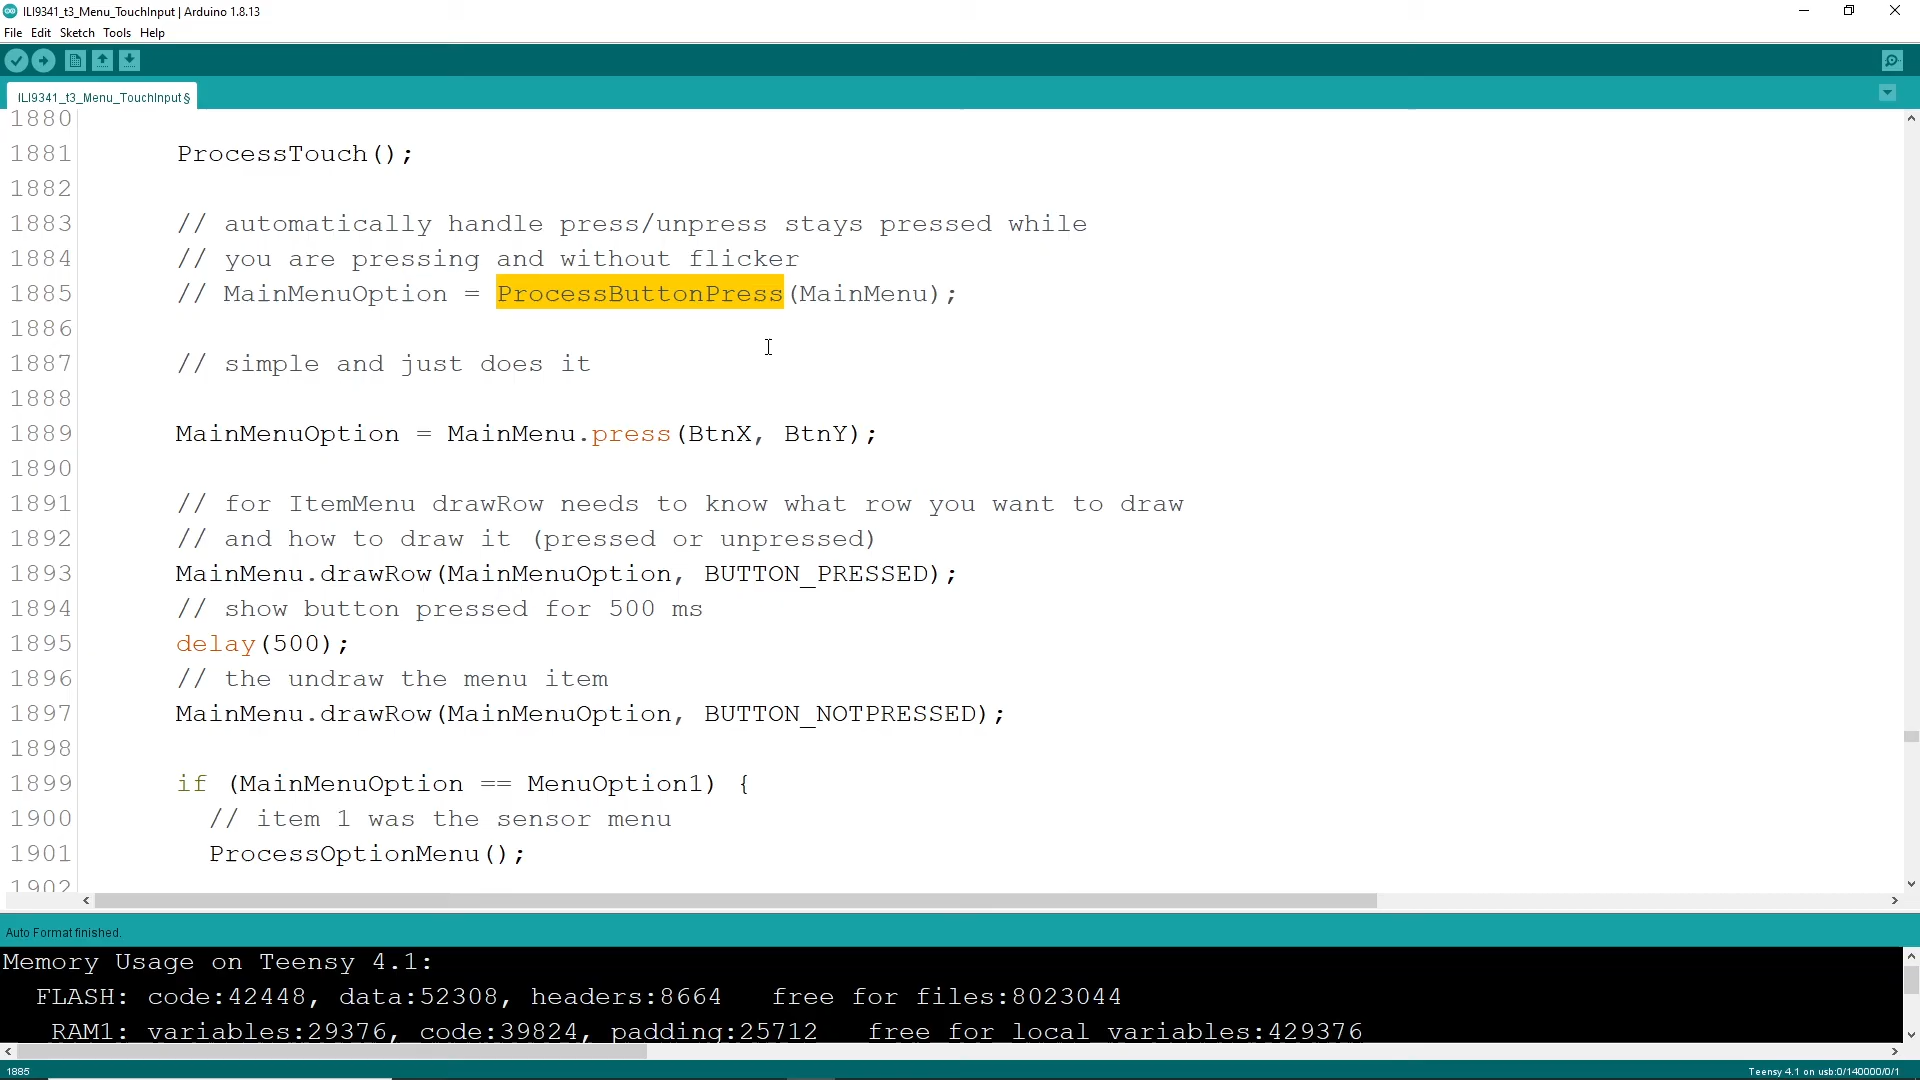 ILI9341_t3_Menu_TouchInput | Arduino 1.8.13
File Edit Sketch Tools Help
ILI9341_t3_Menu_TouchInput §
1880
1881 ProcessTouch();
1882
1883 // automatically handle press/unpress stays pressed while
1884 // you are pressing and without flicker
1885 // MainMenuOption = ProcessButtonPress(MainMenu);
1886
1887 // simple and just does it
1888
1889 MainMenuOption = MainMenu.press(BtnX, BtnY);
1890
1891 // for ItemMenu drawRow needs to know what row you want to draw
1892 // and how to draw it (pressed or unpressed)
1893 MainMenu.drawRow(MainMenuOption, BUTTON_PRESSED);
1894 // show button pressed for 500 ms
1895 delay(500);
1896 // the undraw the menu item
1897 MainMenu.drawRow(MainMenuOption, BUTTON_NOTPRESSED);
1898
1899 if (MainMenuOption == MenuOption1) {
1900 // item 1 was the sensor menu
1901 ProcessOptionMenu();
1902
Auto Format finished.
Memory Usage on Teensy 4.1:
FLASH: code:42448, data:52308, headers:8664 free for files:8023044
RAM1: variables:29376, code:39824, padding:25712 free for local variables:429376
1885 Teensy 4.1 on usb:0/140000/0/1